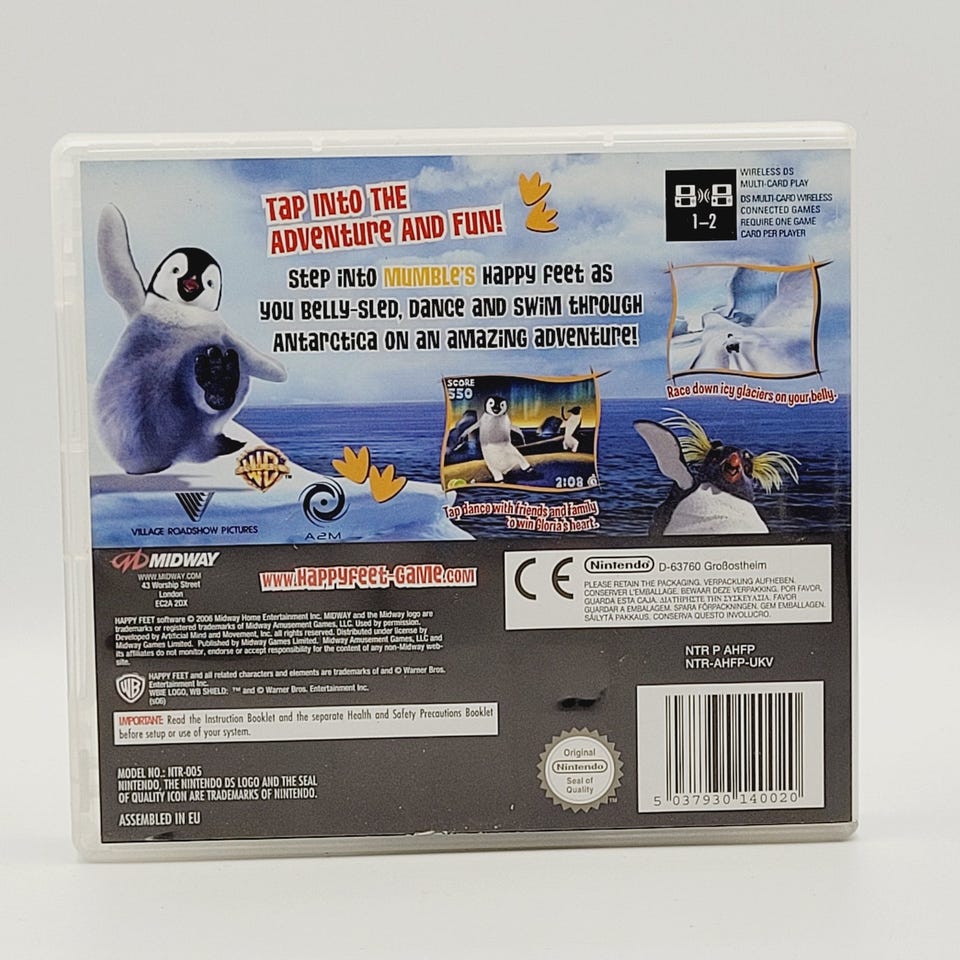 TAP INTO THE
ADVENTURE AND FUN!
STEP INTO MUMBLE'S HAPPY FEET AS
YOU BELLY-SLED, DANCE AND SWIM THROUGH
ANTARCTICA ON AN AMAZING ADVENTURE!
WIRELESS DS
MULTI-CARD PLAY
DS MULTI-CARD WIRELESS
CONNECTED GAMES
REQUIRE ONE GAME
CARD PER PLAYER
1–2
Race down icy glaciers on your belly.
SCORE
550
2:08
Tap dance with friends and family
to win Gloria's heart.
WB
TM
VILLAGE ROADSHOW PICTURES
A2M
MIDWAY
WWW.MIDWAY.COM
43 Worship Street
London
EC2A 2DX
WWW.HAPPYFEET-GAME.COM
HAPPY FEET software © 2006 Midway Home Entertainment Inc. MIDWAY and the Midway logo are
trademarks or registered trademarks of Midway Amusement Games, LLC. Used by permission.
Developed by Artificial Mind and Movement, Inc. all rights reserved. Distributed under license by
Midway Games Limited. Published by Midway Games Limited. Midway Amusement Games, LLC and
its affiliates do not monitor, endorse or accept responsibility for the content of any non-Midway web-
site.
WB
HAPPY FEET and all related characters and elements are trademarks of and © Warner Bros.
Entertainment Inc.
WBIE LOGO, WB SHIELD: ™ and © Warner Bros. Entertainment Inc.
(s06)
IMPORTANT: Read the Instruction Booklet and the separate Health and Safety Precautions Booklet
before setup or use of your system.
MODEL NO.: NTR-005
NINTENDO, THE NINTENDO DS LOGO AND THE SEAL
OF QUALITY ICON ARE TRADEMARKS OF NINTENDO.
ASSEMBLED IN EU
CE
Nintendo D-63760 Großostheim
PLEASE RETAIN THE PACKAGING. VERPACKUNG AUFHEBEN.
CONSERVER L'EMBALLAGE. BEWAAR DEZE VERPAKKING. POR FAVOR,
GUARDA ESTA CAJA. ΔΙΑΤΗΡΗΣΤΕ ΤΗΝ ΣΥΣΚΕΥΑΣΙΑ. FAVOR
GUARDAR A EMBALAGEM. SPARA FÖRPACKNINGEN. GEM EMBALLAGEN.
SÄILYTÄ PAKKAUS. CONSERVA QUESTO INVOLUCRO.
NTR P AHFP
NTR-AHFP-UKV
Original
Nintendo
Seal of
Quality
TM
5 037930 140020